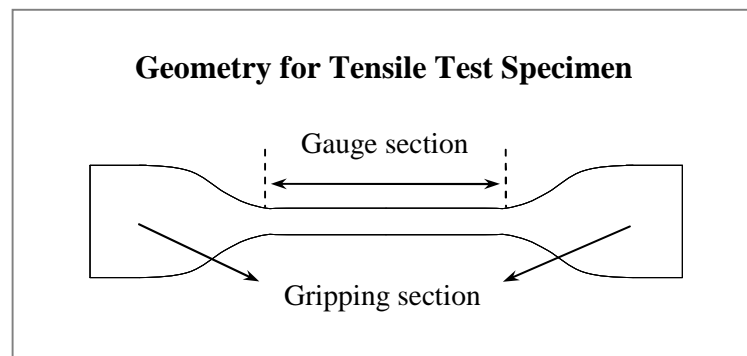 Geometry for Tensile Test Specimen
Gauge section
Gripping section